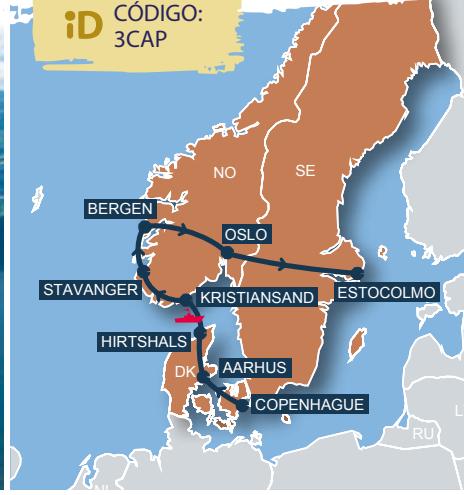 iD CÓDIGO:
3CAP
NO
SE
BERGEN
OSLO
STAVANGER
KRISTIANSAND
ESTOCOLMO
HIRTSHALS
AARHUS
DK
COPENHAGUE
RU